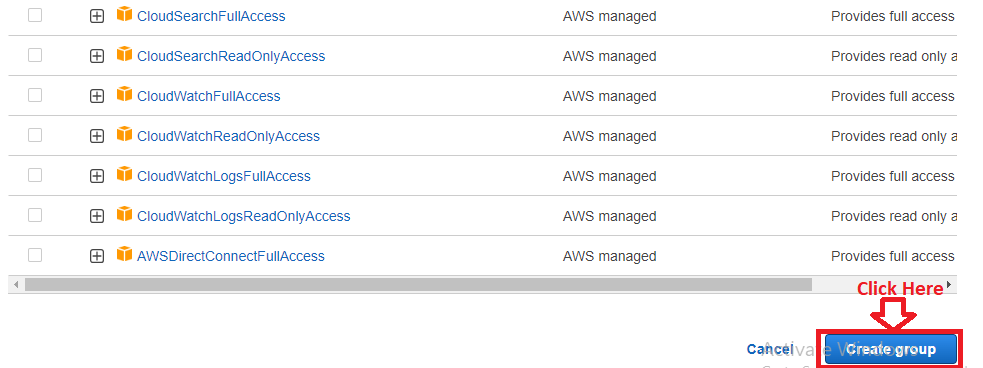 CloudSearchFullAccess AWS managed Provides full access
CloudSearchReadOnlyAccess AWS managed Provides read only a
CloudWatchFullAccess AWS managed Provides full access
CloudWatchReadOnlyAccess AWS managed Provides read only a
CloudWatchLogsFullAccess AWS managed Provides full access
CloudWatchLogsReadOnlyAccess AWS managed Provides read only a
AWSDirectConnectFullAccess AWS managed Provides full access
Click Here
Cancel Create group
Activate Windows